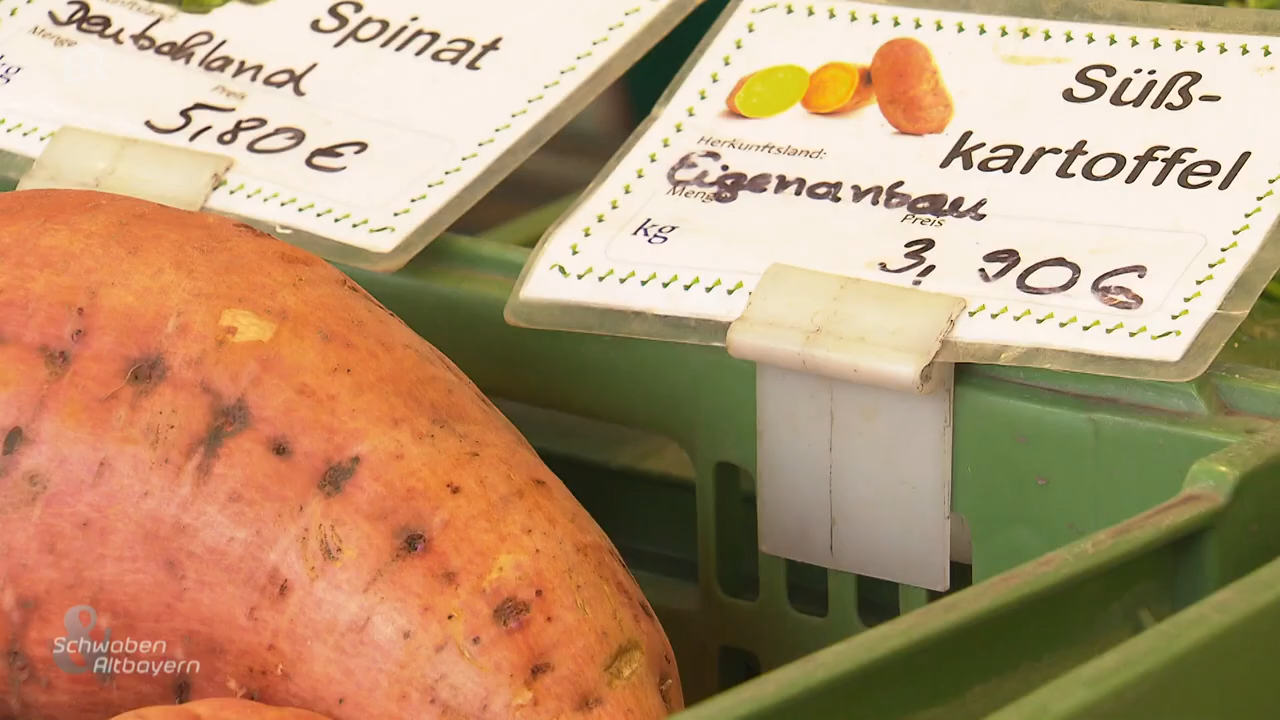 Spinat
Deutschland
Menge
Preis
kg
5,80 €
Süß-
kartoffel
Herkunftsland:
Eigenanbau
Menge
Preis
kg
3,90 €
Schwaben
& Altbayern